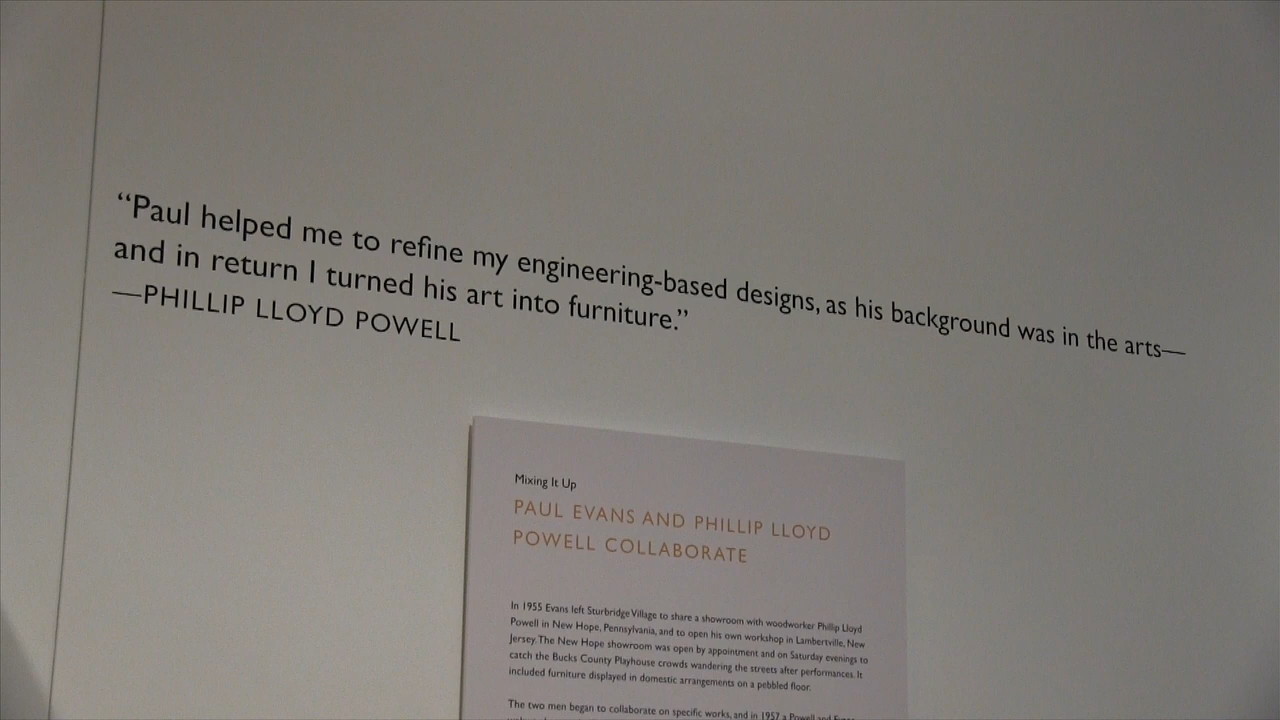 “Paul helped me to refine my engineering-based designs, as his background was in the arts—
and in return I turned his art into furniture.”
—PHILLIP LLOYD POWELL
Mixing It Up
PAUL EVANS AND PHILLIP LLOYD
POWELL COLLABORATE
In 1955 Evans left Sturbridge Village to share a showroom with woodworker Phillip Lloyd
Powell in New Hope, Pennsylvania, and to open his own workshop in Lambertville, New
Jersey. The New Hope showroom was open by appointment and on Saturday evenings to
catch the Bucks County Playhouse crowds wandering the streets after performances. It
included furniture displayed in domestic arrangements on a pebbled floor.
The two men began to collaborate on specific works, and in 1957 a Powell and Evans